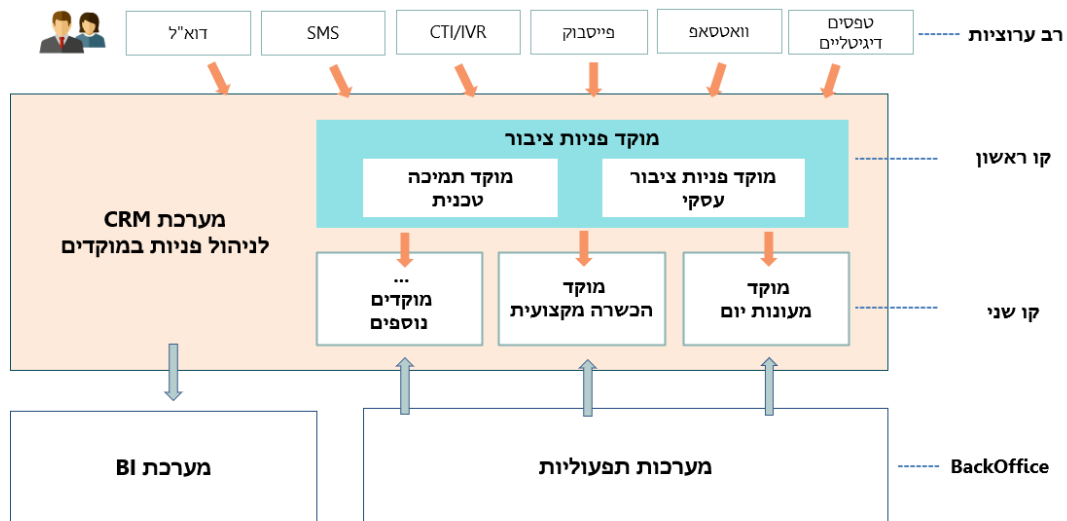 טפסים
דיגיטליים
וואטסאפ
פייסבוק
CTI/IVR
SMS
דוא"ל
רב ערוציות
מוקד פניות ציבור
מוקד פניות ציבור
עסקי
מוקד תמיכה
טכנית
קו ראשון
מערכת CRM
לניהול פניות במוקדים
מוקד
מעונות יום
מוקד
הכשרה מקצועית
...
מוקדים
נוספים
קו שני
מערכות תפעוליות
מערכת BI
BackOffice